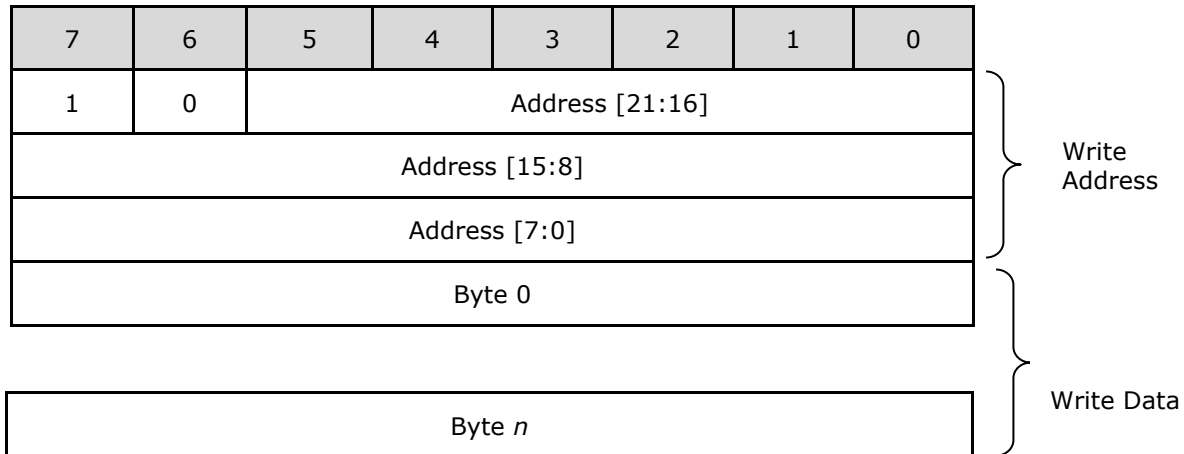 7 6 5 4 3 2 1 0
1 0 Address [21:16]
Address [15:8]
Write
Address
Address [7:0]
Byte 0
Write Data
Byte n